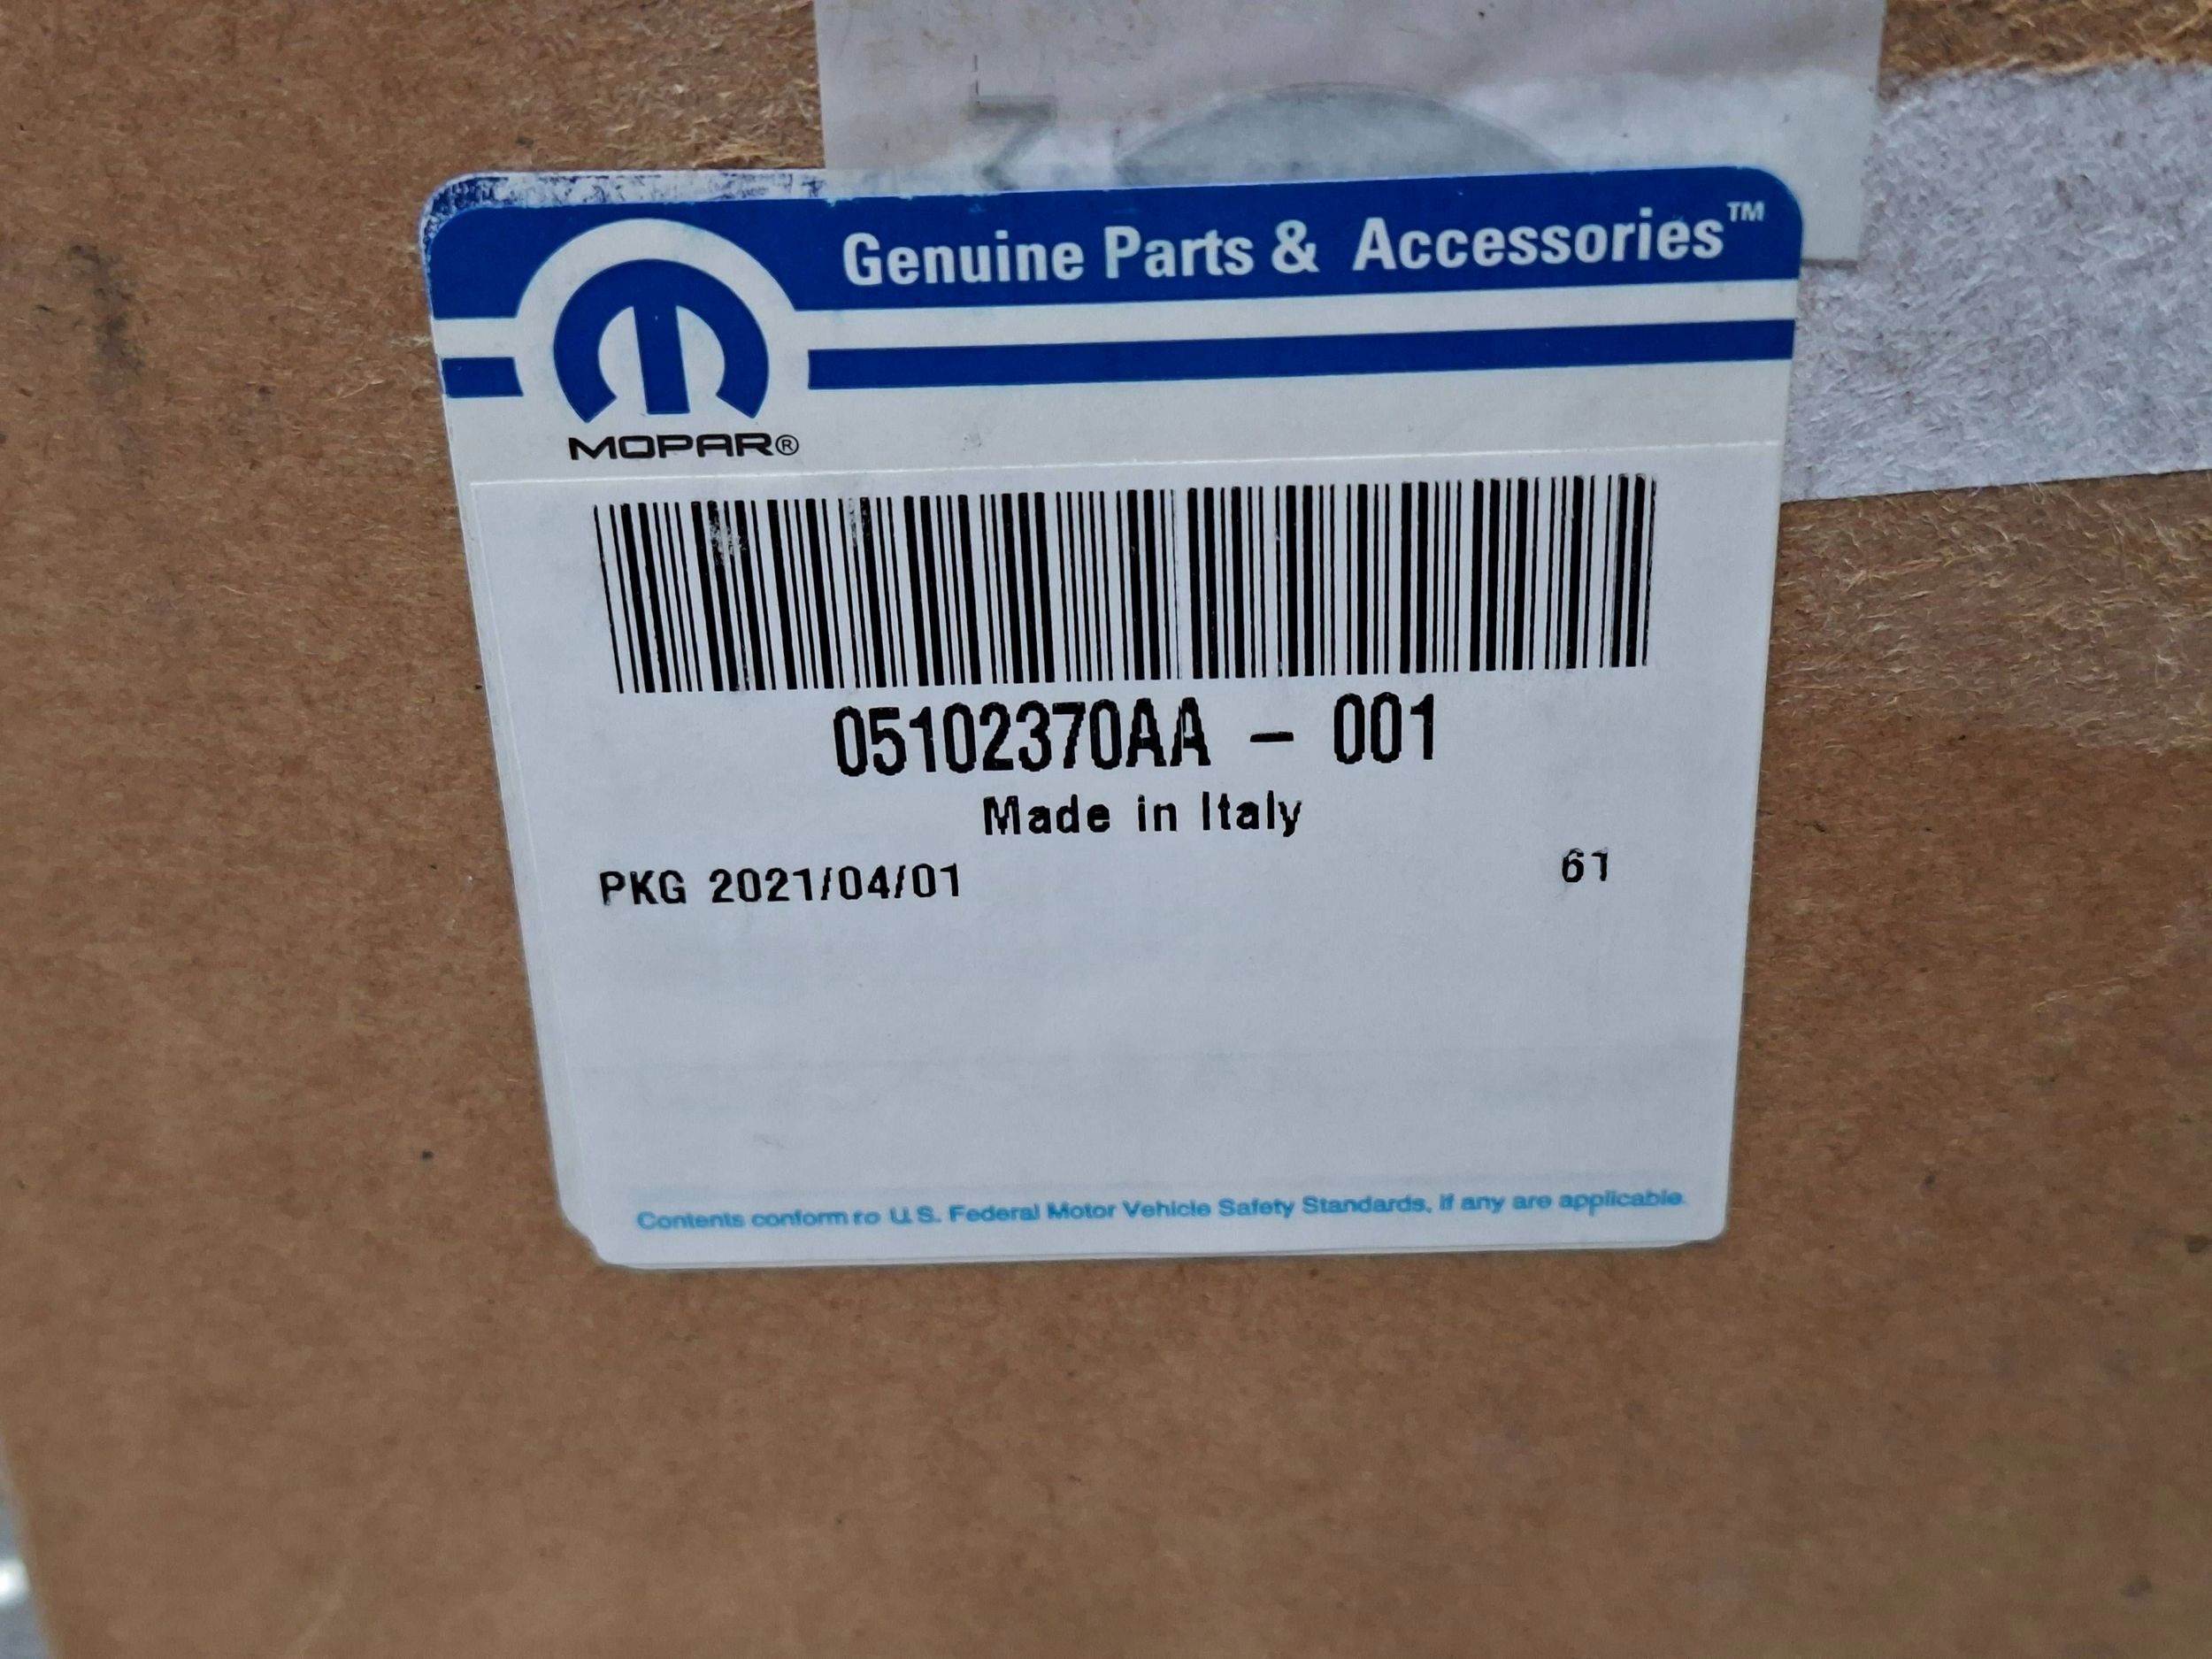 Genuine Parts & Accessories™
MOPAR®
05102370AA - 001
Made in Italy
PKG 2021/04/01
61
Contents conform ro U.S. Federal Motor Vehicle Safety Standards, if any are applicable.